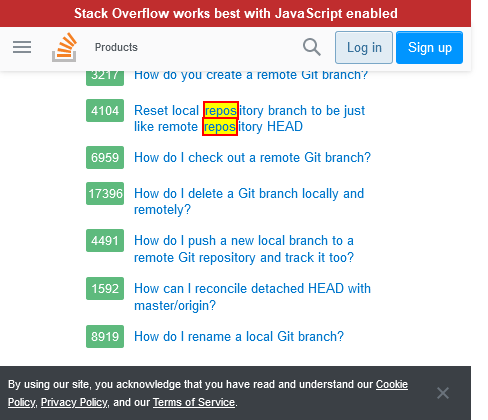 Stack Overflow works best with JavaScript enabled
Products
Log in
Sign up
3217 How do you create a remote Git branch?
4104 Reset local repository branch to be just
like remote repository HEAD
6959 How do I check out a remote Git branch?
17396 How do I delete a Git branch locally and
remotely?
4491 How do I push a new local branch to a
remote Git repository and track it too?
1592 How can I reconcile detached HEAD with
master/origin?
8919 How do I rename a local Git branch?
By using our site, you acknowledge that you have read and understand our Cookie
Policy, Privacy Policy, and our Terms of Service.